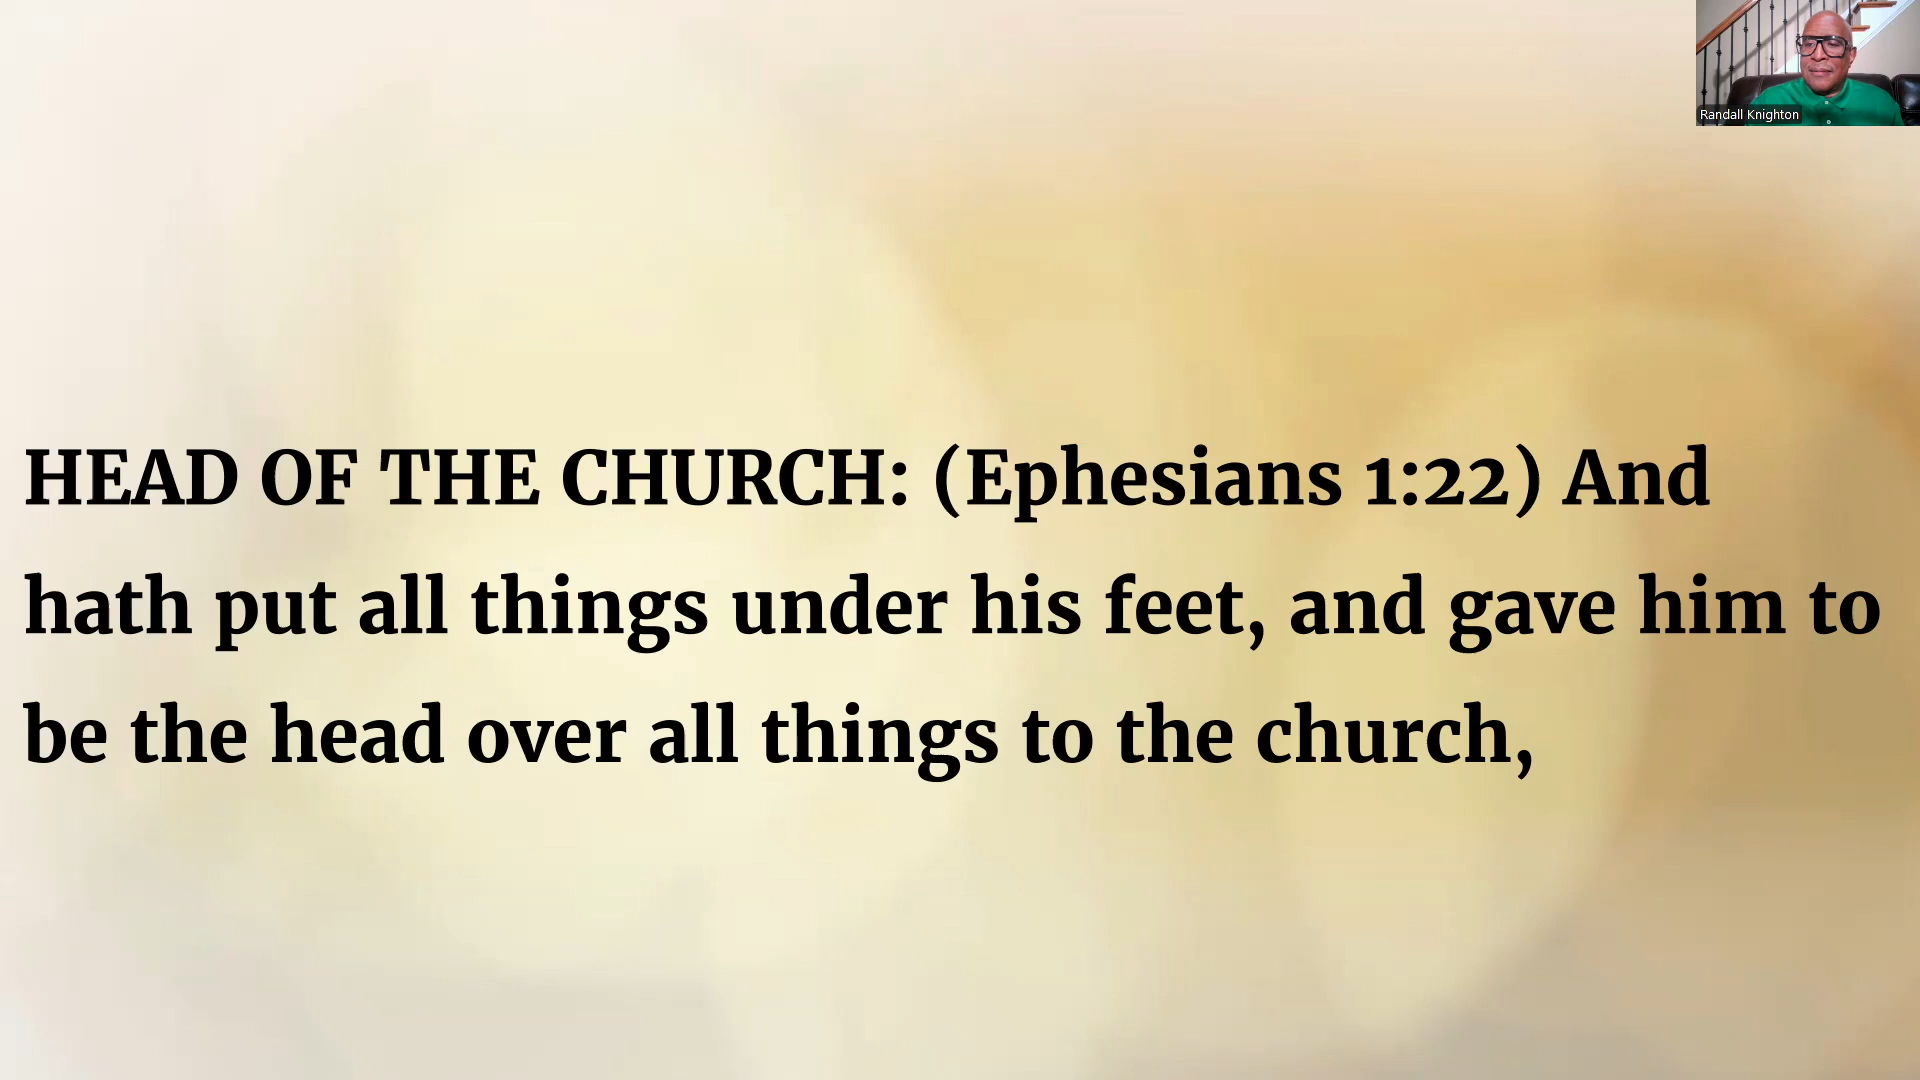 Randall Knighton
HEAD OF THE CHURCH: (Ephesians 1:22) And
hath put all things under his feet, and gave him to
be the head over all things to the church,